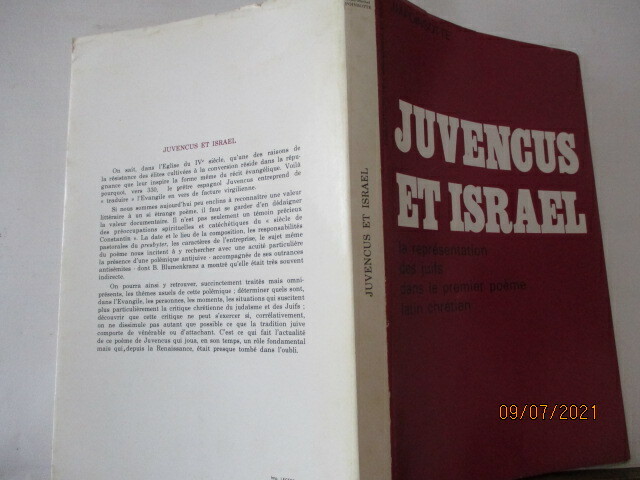 JUVENCUS ET ISRAEL
On sait, dans l'Eglise du IVe siècle, qu'une des raisons de
la résistance des élites cultivées à la conversion réside dans la répu-
gnance que leur inspire la forme même du récit évangélique. Voilà
pourquoi, vers 330, le prêtre espagnol Juvencus entreprend de
« traduire » l'Evangile en vers de facture virgilienne.
Si nous sommes aujourd'hui peu enclins à reconnaître une valeur
littéraire à un si étrange poème, il faut se garder d'en dédaigner
la valeur documentaire. Il n'est pas seulement un témoin précieux
des préoccupations spirituelles et catéchétiques du « siècle de
Constantin ». La date et le lieu de la composition, les responsabilités
pastorales du presbyter, les caractères de l'entreprise, le sujet même
du poème nous incitent à y rechercher avec une acuité particulière
la présence d'une polémique antijuive - accompagnée de ses outrances
antisémites - dont B. Blumenkranz a montré qu'elle était très souvent
indirecte.
On pourra ainsi y retrouver, succinctement traités mais omni-
présents, les thèmes usuels de cette polémique ; déterminer quels sont,
dans l'Evangile, les personnes, les moments, les situations qui suscitent
plus particulièrement la critique chrétienne du judaïsme et des Juifs ;
découvrir que cette critique ne peut s'exercer si, corrélativement,
on ne dissimule pas autant que possible ce que la tradition juive
comporte de vénérable ou d'attachant. C'est ce qui fait l'actualité
de ce poème de Juvencus qui joua, en son temps, un rôle fondamental
mais qui, depuis la Renaissance, était presque tombé dans l'oubli.
JUVENCUS ET ISRAEL
JUVENCUS
ET ISRAEL
la représentation
des juifs
dans le premier poème
latin chrétien
09/07/2021